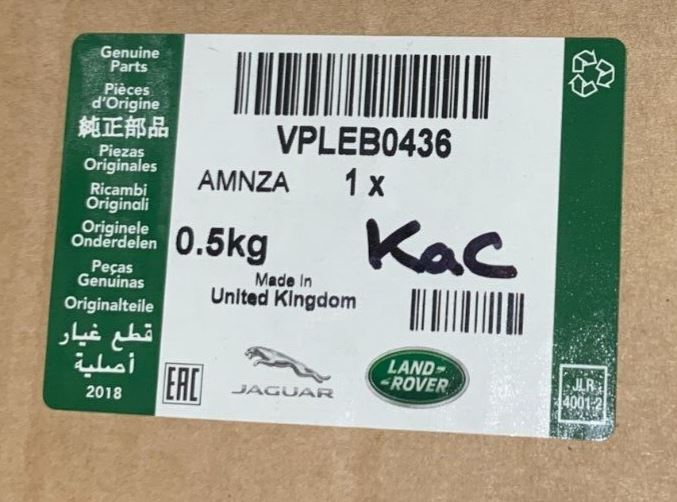 Genuine
Parts
Pièces
d'Origine
純正部品
Piezas
Originales
Ricambi
Originali
Originele
Onderdelen
Peças
Genuinas
Originalteile
قطع غيار
أصلية
2018
VPLEB0436
AMNZA 1 x
0.5kg
KaC
Made In
United Kingdom
EAC
JAGUAR
LAND-
-ROVER
JLR
4001-2